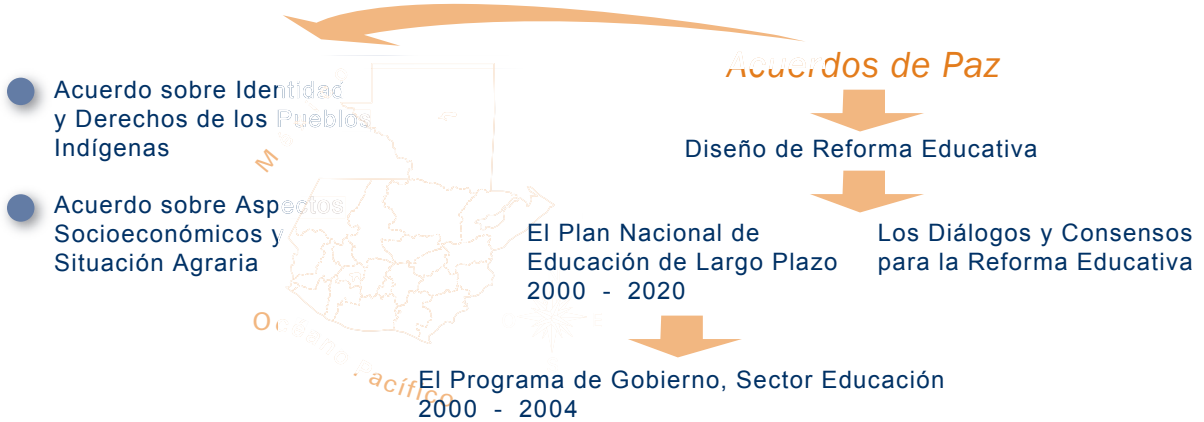 Acuerdos de Paz
Acuerdo sobre Identidad
y Derechos de los Pueblos
Indígenas
Acuerdo sobre Aspectos
Socioeconómicos y
Situación Agraria
Diseño de Reforma Educativa
El Plan Nacional de
Educación de Largo Plazo
2000 - 2020
Los Diálogos y Consensos
para la Reforma Educativa
El Programa de Gobierno, Sector Educación
2000 - 2004
Océano Pacífico